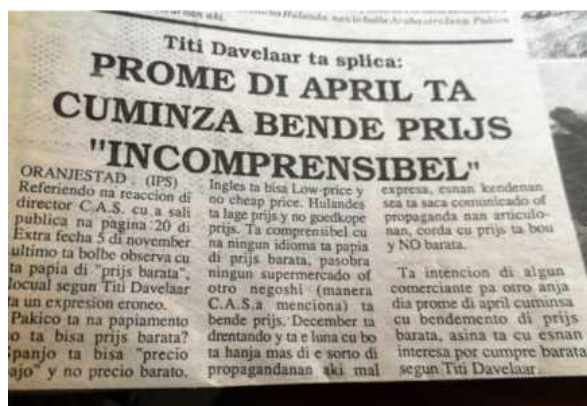 Titi Davelaar ta splica:
PROME DI APRIL TA
CUMINZA BENDE PRIJS
"INCOMPRENSIBEL"
ORANJESTAD (IPS)
Referiendo na reaccion di
director C.A.S. cu a sali
publica na pagina 20 di
Extra fecha 5 di november
ultimo ta bolbe observa cu
ta papia di "prijs barata",
locual segun Titi Davelaar
ta un expresion eroneo.
Pakico ta na papiamento
o ta bisa prijs barata?
Spanjo ta bisa "precio
ajo" y no precio barato.
Ingles ta bisa Low-price y
no cheap price. Hulandes
ta lage prijs y no goedkope
prijs. Ta comprensibel cu
na ningun idioma ta papia
di prijs barata, pasobra
ningun supermercado of
otro negoshi (manera
C.A.S.a menciona) ta
bende prijs. December ta
drentando y ta e luna cu bo
ta hanja mas di e sorto di
propagandanan aki mal
expresa, esnan kendenan
sea ta saca comunicado of
propaganda nan articulo-
nan, corda cu prijs ta bou
y NO barata.
Ta intencion di algun
comerciante pa otro anja
dia prome di april cuminsa
cu bendemento di prijs
barata, asina ta cu esnan
interesa por cumpre barata
segun Titi Davelaar.